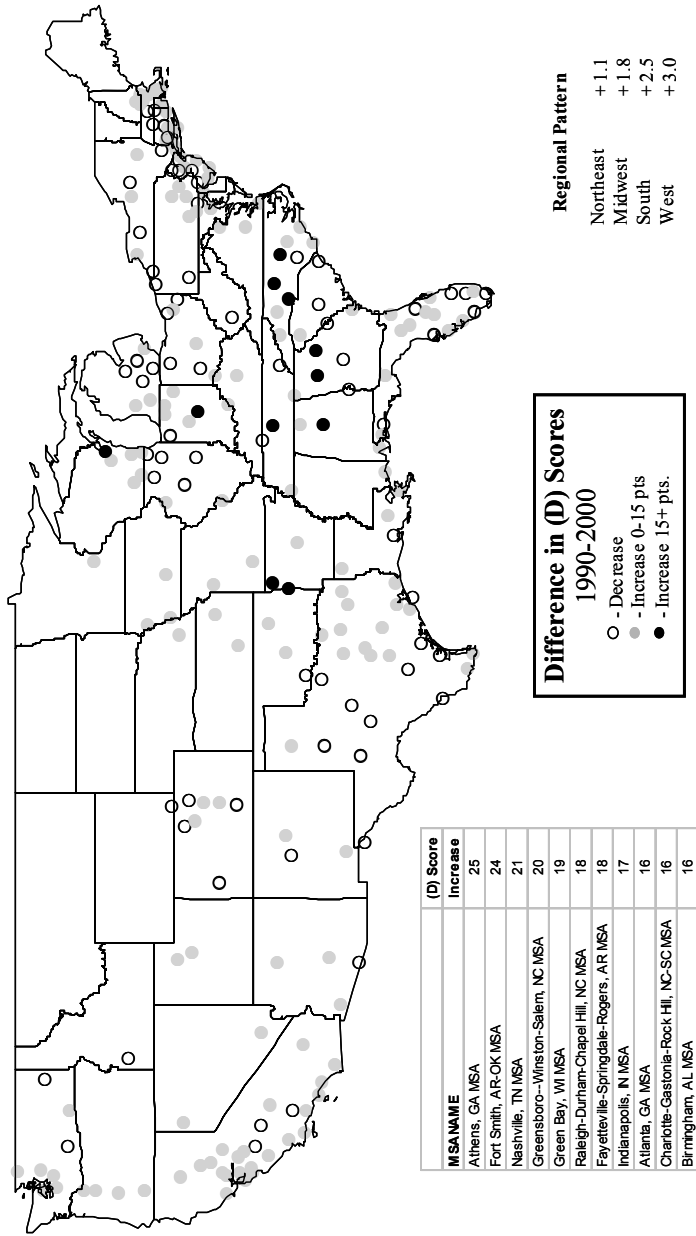 Difference in (D) Scores
1990-2000
- Decrease
- Increase 0-15 pts
- Increase 15+ pts.
Regional Pattern
Northeast +1.1
Midwest +1.8
South +2.5
West +3.0
(D) Score
MSANAME Increase
Athens, GA MSA 25
Fort Smith, AR-OK MSA 24
Nashville, TN MSA 21
Greensboro--Winston-Salem, NC MSA 20
Green Bay, WI MSA 19
Raleigh-Durham-Chapel Hill, NC MSA 18
Fayetteville-Springdale-Rogers, AR MSA 18
Indianapolis, IN MSA 17
Atlanta, GA MSA 16
Charlotte-Gastonia-Rock Hill, NC-SC MSA 16
Birmingham, AL MSA 16